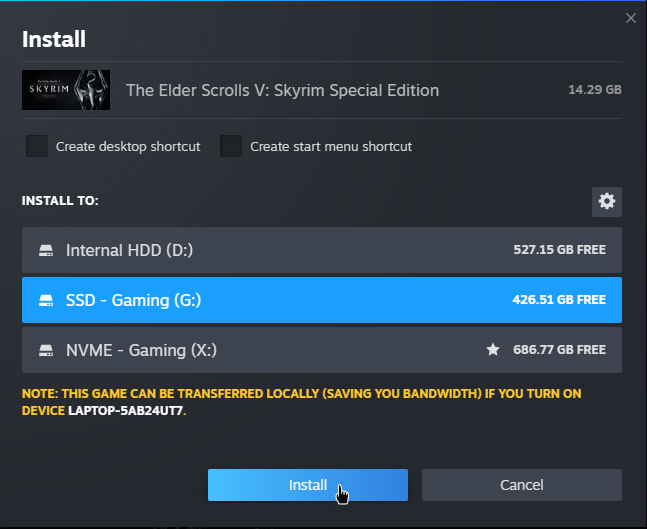 Install
SKYRIM
The Elder Scrolls V: Skyrim Special Edition
14.29 GB
Create desktop shortcut
Create start menu shortcut
INSTALL TO:
Internal HDD (D:)
527.15 GB FREE
SSD - Gaming (G:)
426.51 GB FREE
NVME - Gaming (X:)
686.77 GB FREE
NOTE: THIS GAME CAN BE TRANSFERRED LOCALLY (SAVING YOU BANDWIDTH) IF YOU TURN ON
DEVICE LAPTOP-5AB24UT7.
Install
Cancel